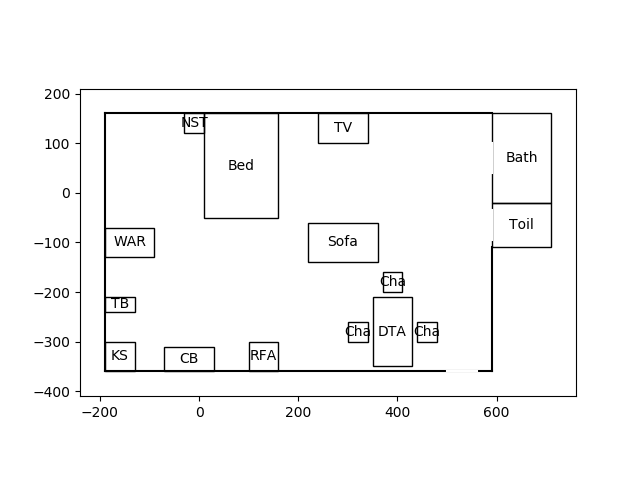 200
100
0
−100
−200
−300
−400
−200
0
200
400
600
NST
TV
Bed
Bath
Toil
WAR
Sofa
Cha
TB
Cha
DTA
Cha
KS
CB
RFA